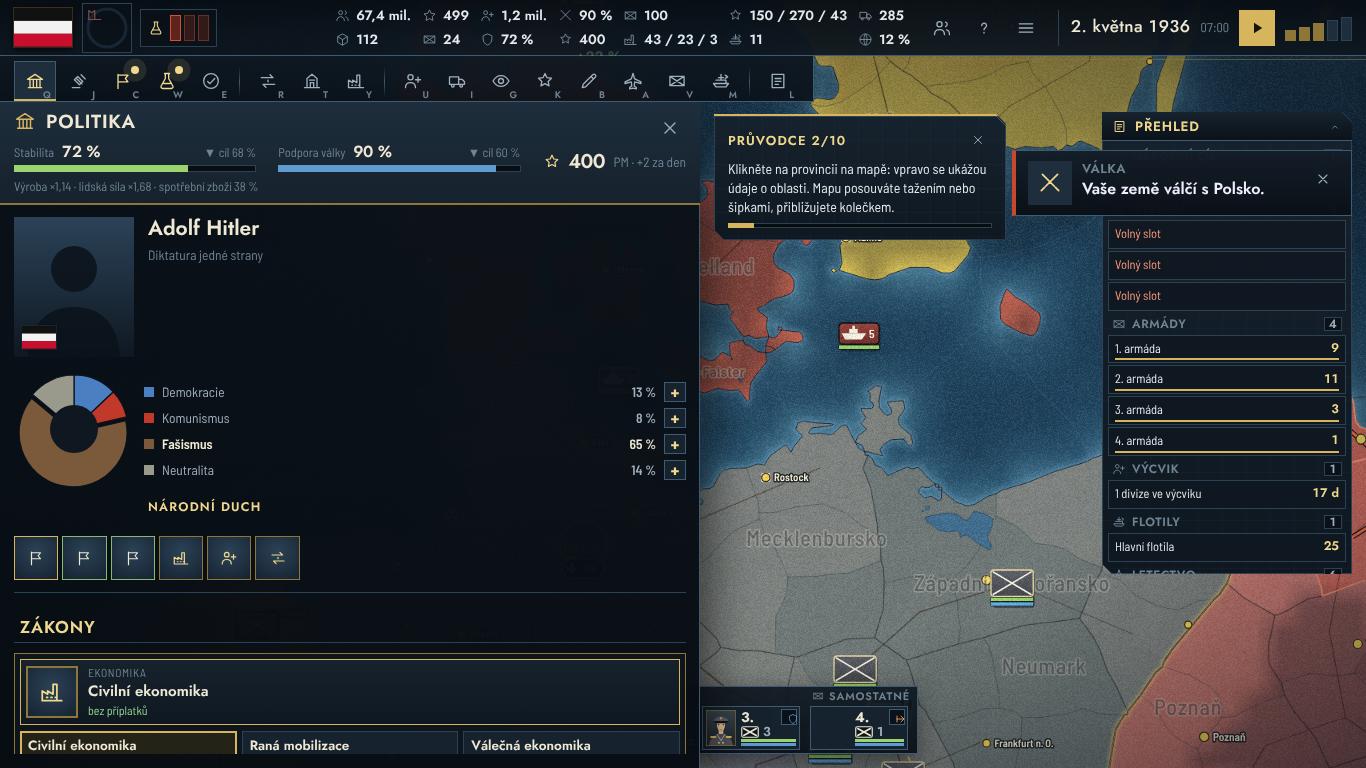 67,4 mil. 499 1,2 mil. 90 % 100 150 / 270 / 43 285
112 24 72 % 400 43 / 23 / 3 11 12 %
?
2. května 1936 07:00
Q J C W E R T Y U I G K B A V M L
POLITIKA
Stabilita 72 % ▼ cíl 68 %
Podpora války 90 % ▼ cíl 60 %
400 PM · +2 za den
Výroba ×1,14 · lidská síla ×1,68 · spotřební zboží 38 %
Adolf Hitler
Diktatura jedné strany
Demokracie 13 % +
Komunismus 8 % +
Fašismus 65 % +
Neutralita 14 % +
NÁRODNÍ DUCH
ZÁKONY
EKONOMIKA
Civilní ekonomika
bez příplatků
Civilní ekonomika
Raná mobilizace
Válečná ekonomika
PRŮVODCE 2/10
Klikněte na provincii na mapě: vpravo se ukážou
údaje o oblasti. Mapu posouváte tažením nebo
šipkami, přibližujete kolečkem.
PŘEHLED
VÁLKA
Vaše země válčí s Polsko.
Volný slot
Volný slot
Volný slot
ARMÁDY 4
1. armáda 9
2. armáda 11
3. armáda 3
4. armáda 1
VÝCVIK 1
1 divize ve výcviku 17 d
FLOTILY 1
Hlavní flotila 25
LETECTVO
elland
5
Falster
Rostock
Mecklenbursko
Neumark
Poznaň
Poznaň
Frankfurt n. O.
SAMOSTATNÉ
3.
3
4.
1